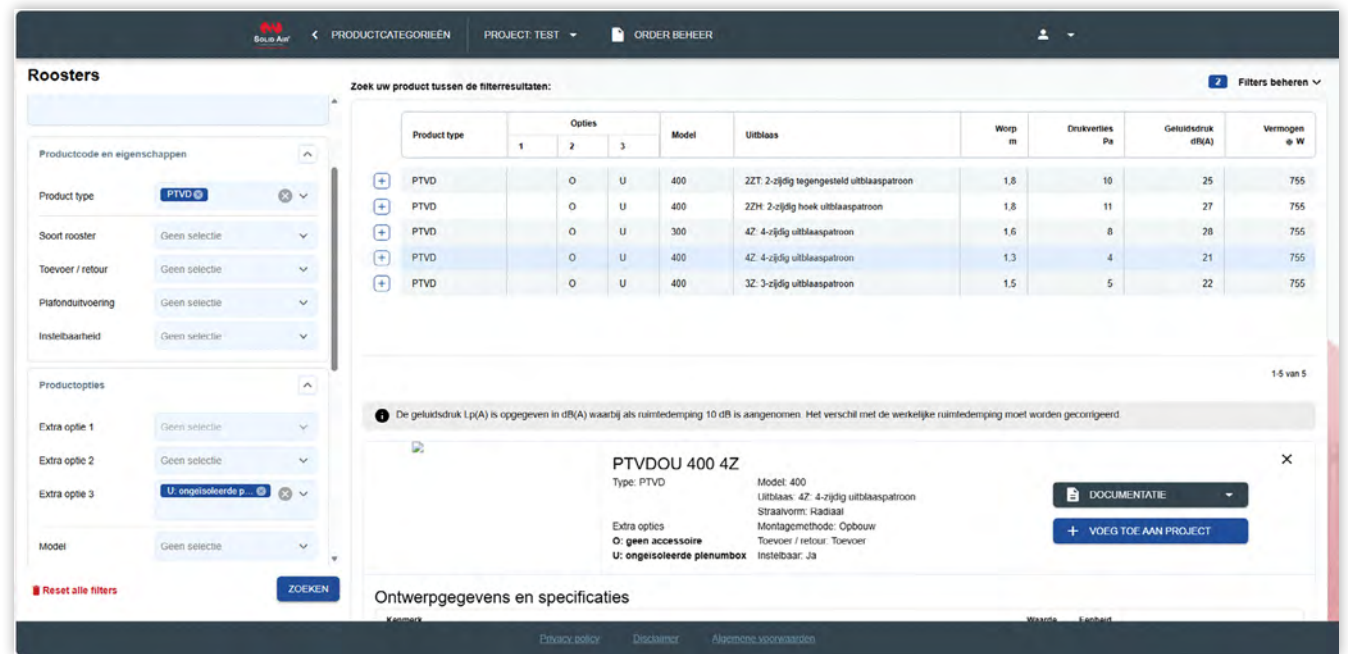 SOLID AIR
PRODUCTCATEGORIEËN
PROJECT: TEST
ORDER BEHEER
Roosters
Zoek uw product tussen de filterresultaten:
2 Filters beheren
Productcode en eigenschappen
Product type PTVD
Soort rooster Geen selectie
Toevoer / retour Geen selectie
Plafonduitvoering Geen selectie
Instelbaarheid Geen selectie
Productopties
Extra optie 1 Geen selectie
Extra optie 2 Geen selectie
Extra optie 3 U: ongeïsoleerde p...
Model Geen selectie
Reset alle filters
ZOEKEN
Product type Opties Model Uitblaas Worp Drukverlies Geluidsdruk Vermogen
1 2 3 m Pa dB(A) W
PTVD O U 400 2ZT: 2-zijdig tegengesteld uitblaaspatroon 1,8 10 25 755
PTVD O U 400 2ZH: 2-zijdig hoek uitblaaspatroon 1,8 11 27 755
PTVD O U 300 4Z: 4-zijdig uitblaaspatroon 1,6 8 28 755
PTVD O U 400 4Z: 4-zijdig uitblaaspatroon 1,3 4 21 755
PTVD O U 400 3Z: 3-zijdig uitblaaspatroon 1,5 5 22 755
1-5 van 5
De geluidsdruk Lp(A) is opgegeven in dB(A) waarbij als ruimtedemping 10 dB is aangenomen. Het verschil met de werkelijke ruimtedemping moet worden gecorrigeerd.
PTVDOU 400 4Z
Type: PTVD
Extra opties
O: geen accessoire
U: ongeïsoleerde plenumbox
Model: 400
Uitblaas: 4Z: 4-zijdig uitblaaspatroon
Straalvorm: Radiaal
Montagemethode: Opbouw
Toevoer / retour: Toevoer
Instelbaar: Ja
DOCUMENTATIE
+ VOEG TOE AAN PROJECT
Ontwerpgegevens en specificaties
Kenmerk Waarde Eenheid
Privacy policy Disclaimer Algemene voorwaarden